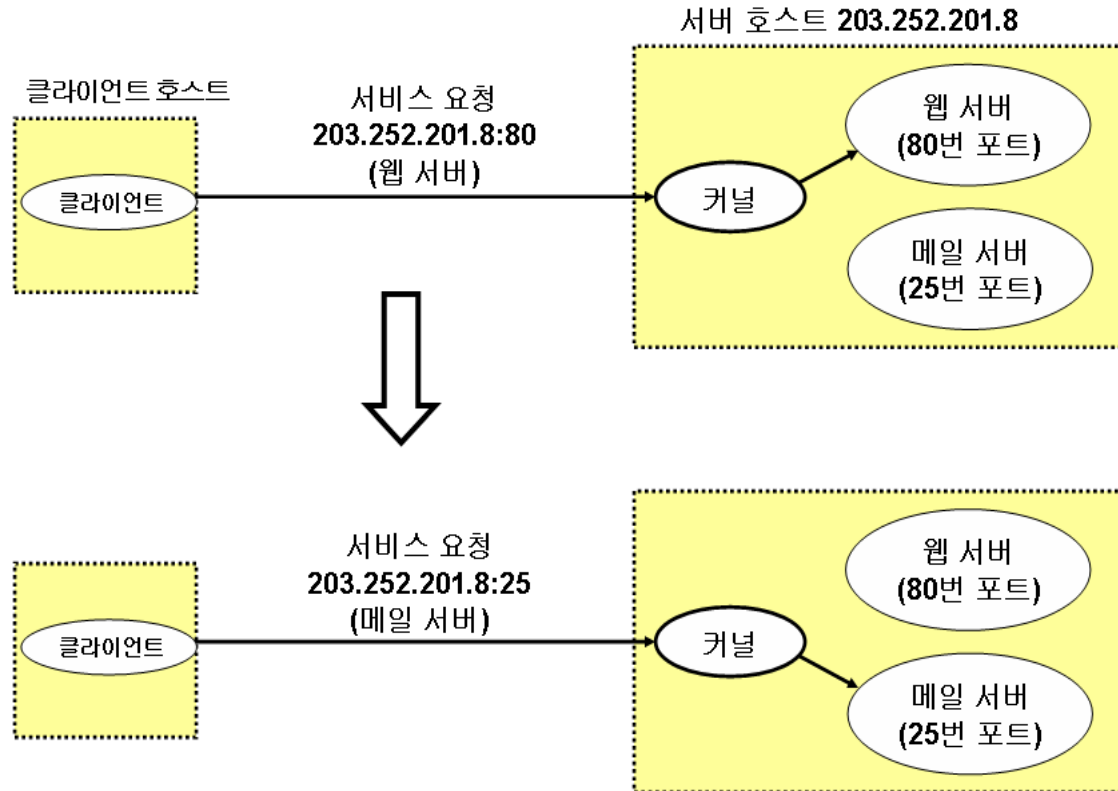 서버 호스트 203.252.201.8
클라이언트 호스트
서비스 요청
203.252.201.8:80
(웹 서버)
클라이언트
커널
웹 서버
(80번 포트)
메일 서버
(25번 포트)
서비스 요청
203.252.201.8:25
(메일 서버)
클라이언트
커널
웹 서버
(80번 포트)
메일 서버
(25번 포트)